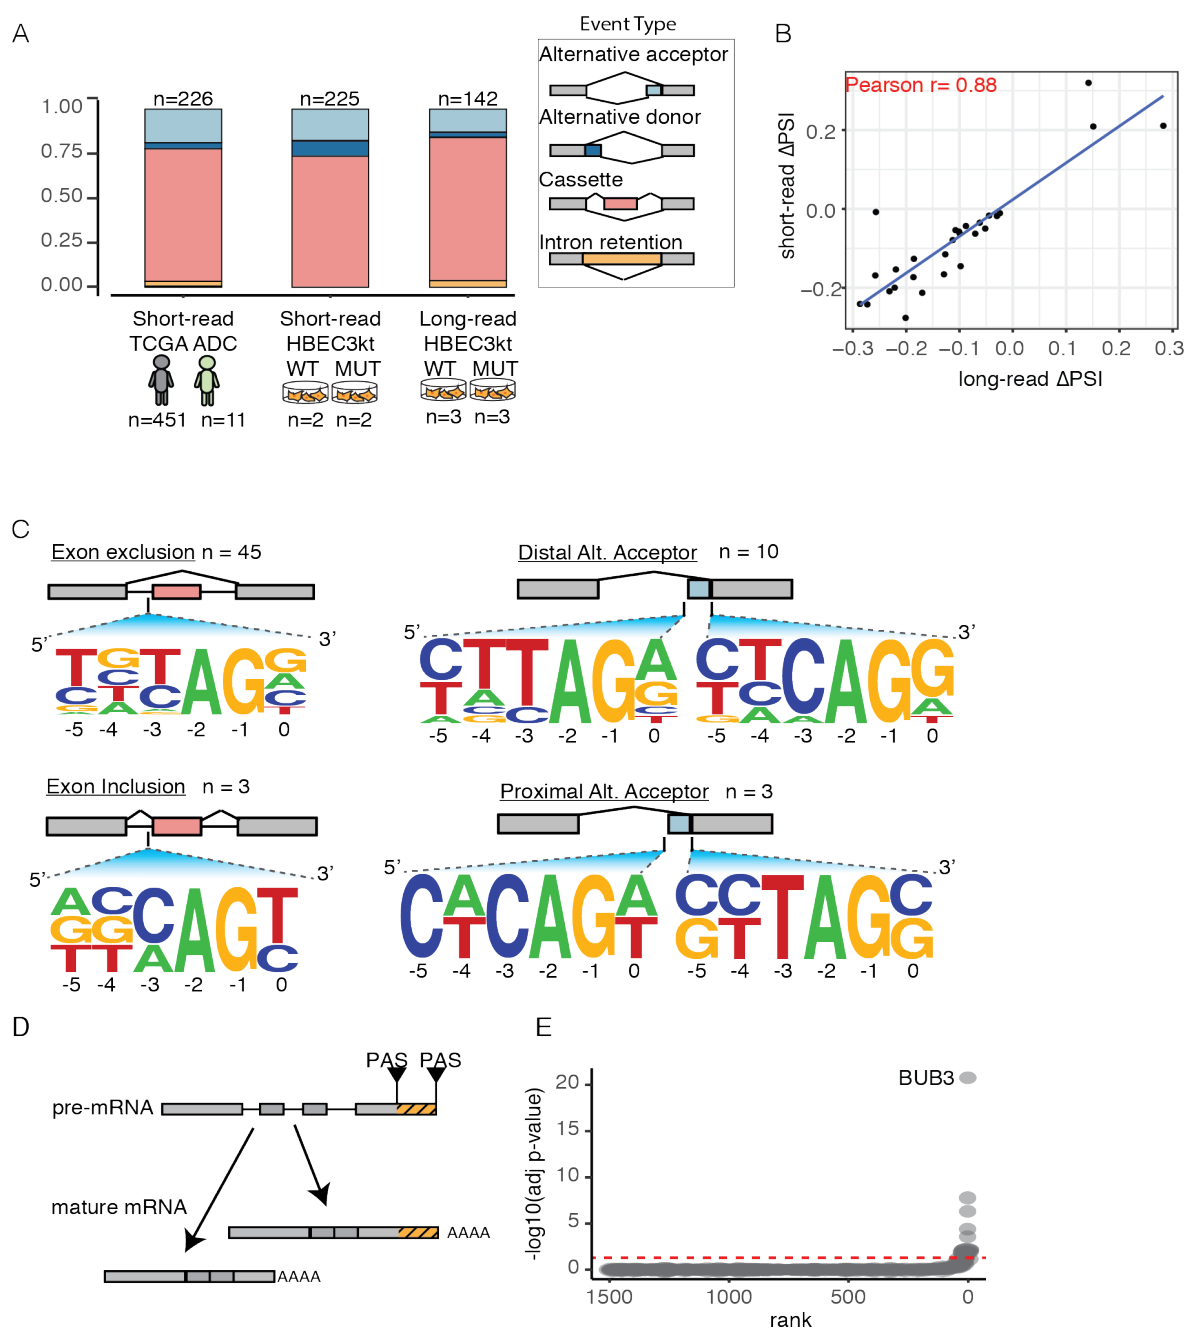 A
n=226 n=225 n=142
1.00
0.75
0.50
0.25
0.00
Short-read Short-read Long-read
TCGA ADC HBEC3kt HBEC3kt
WT MUT WT MUT
n=451 n=11 n=2 n=2 n=3 n=3
Event Type
Alternative acceptor
Alternative donor
Cassette
Intron retention
B
Pearson r= 0.88
short-read ΔPSI
0.2
0.0
−0.2
−0.3 −0.2 −0.1 0.0 0.1 0.2 0.3
long-read ΔPSI
C
Exon exclusion n = 45
5' 3'
T G T A G G
C C C A
G T A C
A A T
-5 -4 -3 -2 -1 0
Distal Alt. Acceptor n = 10
5' 3'
C T T A G A C T C A G G
T A C G T C A A
A C C G A T
G T
-5 -4 -3 -2 -1 0 -5 -4 -3 -2 -1 0
Exon Inclusion n = 3
5' 3'
A C C A G T
G G A C
T T
-5 -4 -3 -2 -1 0
Proximal Alt. Acceptor n = 3
5' 3'
C A C A G A C C T A G C
T T G T G
-5 -4 -3 -2 -1 0 -5 -4 -3 -2 -1 0
D
PAS PAS
pre-mRNA
mature mRNA
AAAA
AAAA
E
BUB3
-log10(adj p-value)
20
15
10
5
0
1500 1000 500 0
rank